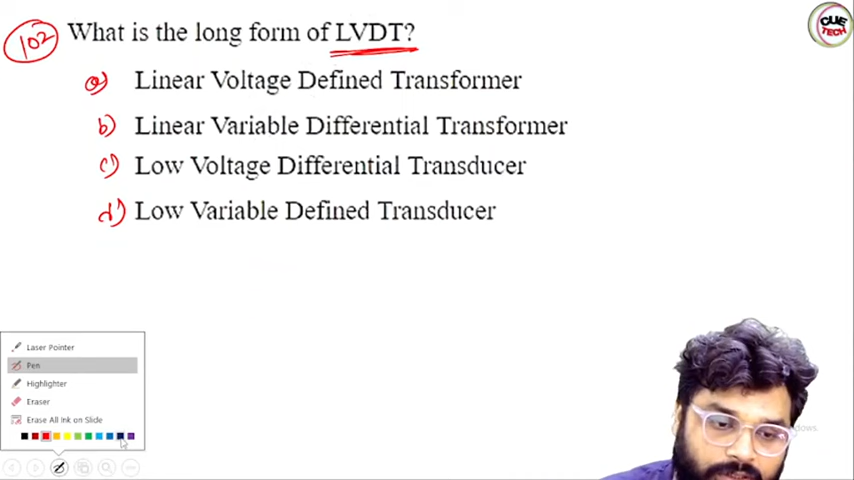 102 What is the long form of LVDT?
CUE TECH
a) Linear Voltage Defined Transformer
b) Linear Variable Differential Transformer
c) Low Voltage Differential Transducer
d) Low Variable Defined Transducer
Laser Pointer
Pen
Highlighter
Eraser
Erase All Ink on Slide